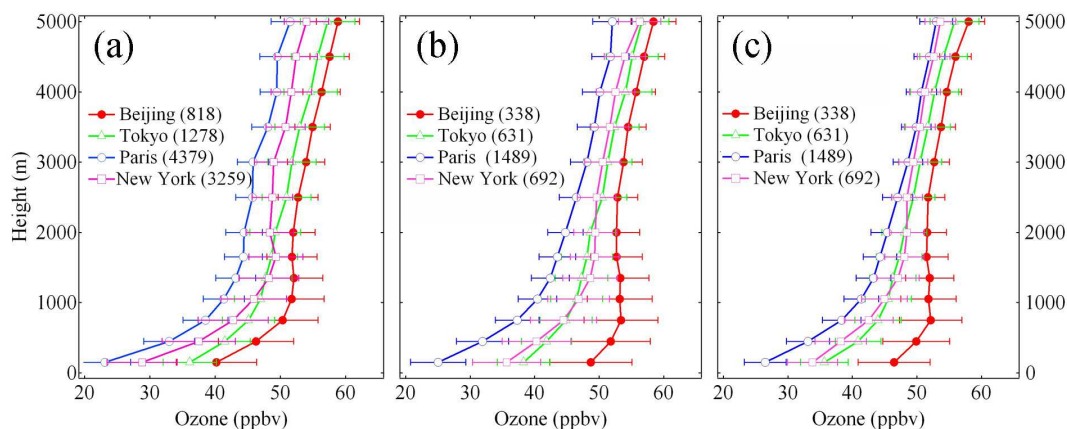 (a)
Beijing (818)
Tokyo (1278)
Paris (4379)
New York (3259)
(b)
Beijing (338)
Tokyo (631)
Paris (1489)
New York (692)
(c)
Beijing (338)
Tokyo (631)
Paris (1489)
New York (692)
Height (m)
5000
4000
3000
2000
1000
0
5000
4000
3000
2000
1000
0
20 30 40 50 60
20 30 40 50 60
20 30 40 50 60
Ozone (ppbv)
Ozone (ppbv)
Ozone (ppbv)